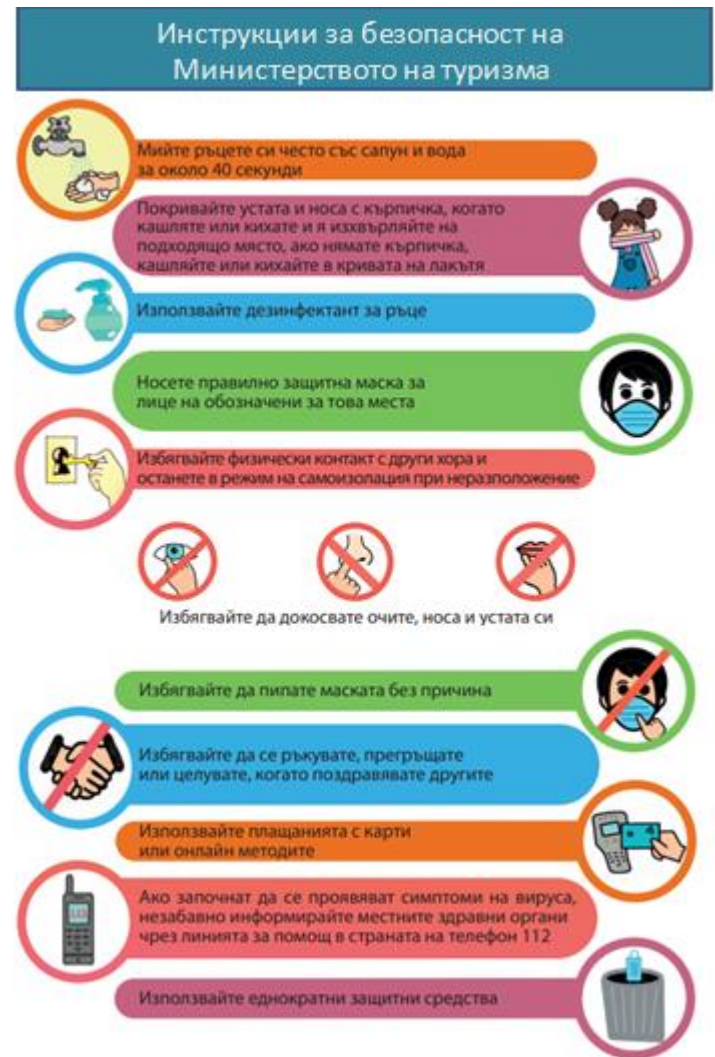 Инструкции за безопасност на
Министерството на туризма
Мийте ръцете си често със сапун и вода
за около 40 секунди
Покривайте устата и носа с кърпичка, когато
кашляте или кихате и я изхвърляйте на
подходящо място, ако нямате кърпичка,
кашляйте или кихайте в кривата на лакътя
Използвайте дезинфектант за ръце
Носете правилно защитна маска за
лице на обозначени за това места
Избягвайте физически контакт с други хора и
останете в режим на самоизолация при неразположение
Избягвайте да докосвате очите, носа и устата си
Избягвайте да пипате маската без причина
Избягвайте да се ръкувате, прегръщате
или целувате, когато поздравявате другите
Използвайте плащанията с карти
или онлайн методите
Ако започнат да се проявяват симптоми на вируса,
незабавно информирайте местните здравни органи
чрез линията за помощ в страната на телефон 112
Използвайте еднократни защитни средства